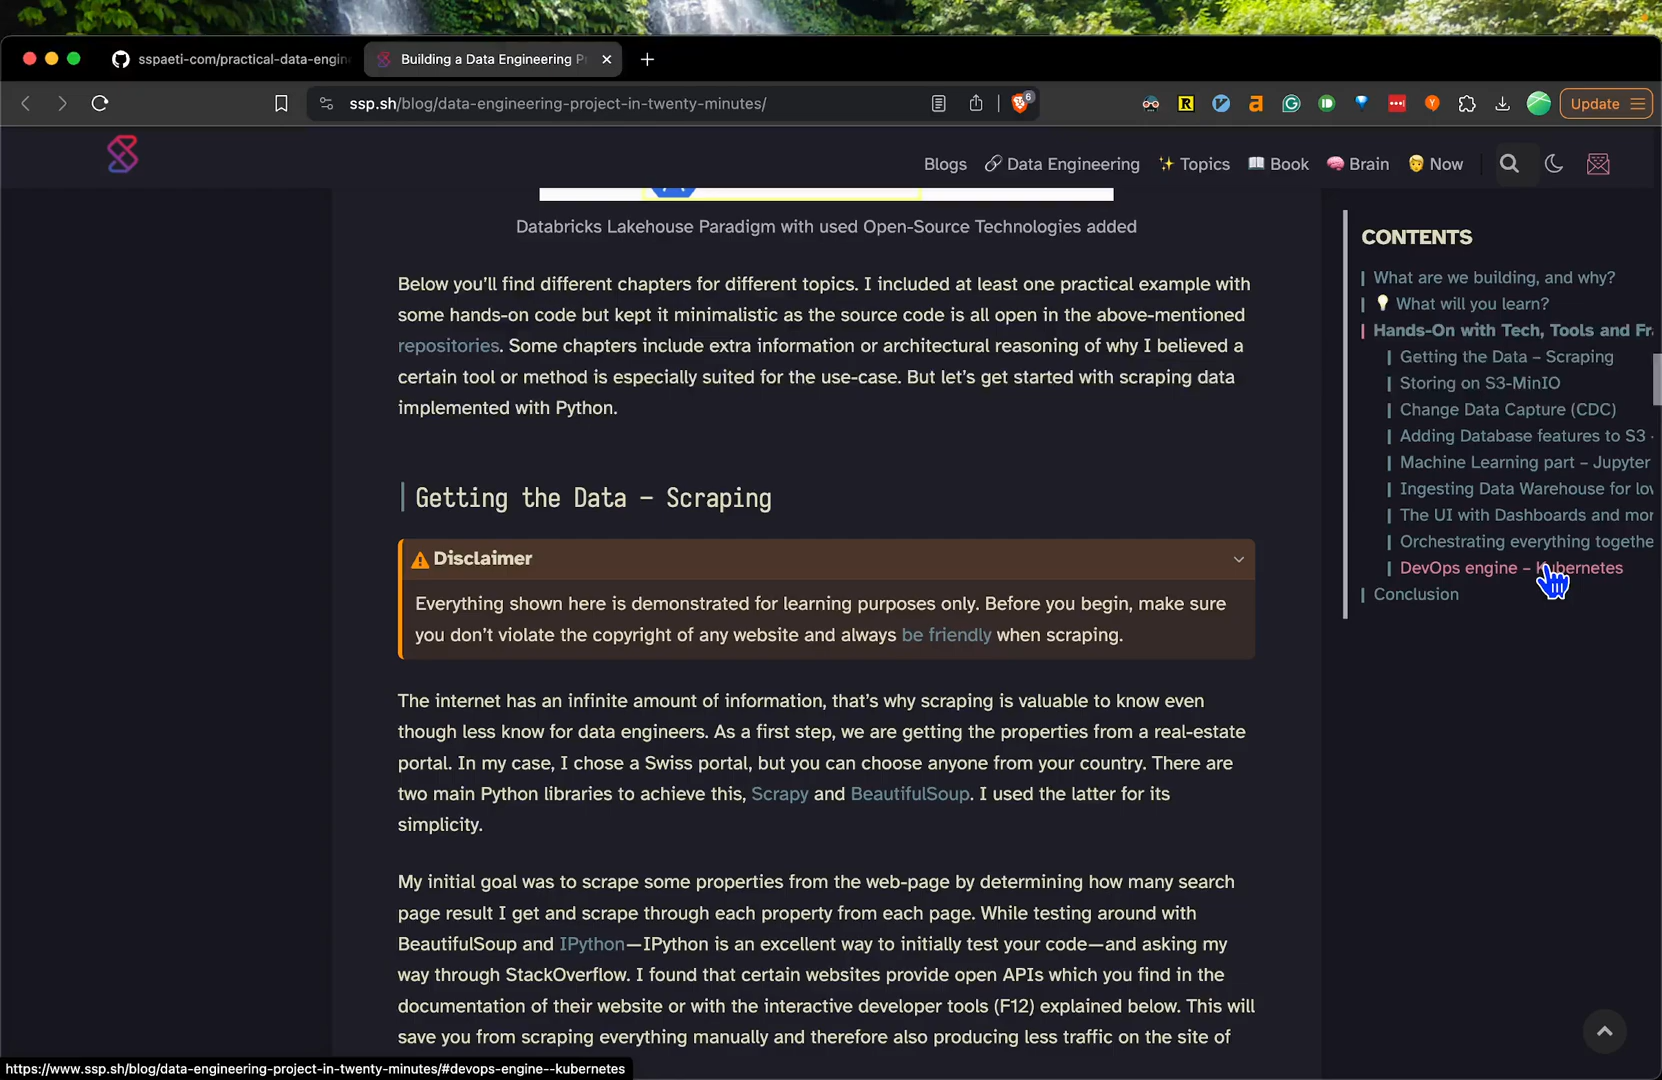 sspaeti-com/practical-data-engin
Building a Data Engineering P
ssp.sh/blog/data-engineering-project-in-twenty-minutes/
6
Update
Blogs
Data Engineering
Topics
Book
Brain
Now
Databricks Lakehouse Paradigm with used Open-Source Technologies added
Below you'll find different chapters for different topics. I included at least one practical example with
some hands-on code but kept it minimalistic as the source code is all open in the above-mentioned
repositories. Some chapters include extra information or architectural reasoning of why I believed a
certain tool or method is especially suited for the use-case. But let's get started with scraping data
implemented with Python.
Getting the Data – Scraping
Disclaimer
Everything shown here is demonstrated for learning purposes only. Before you begin, make sure
you don't violate the copyright of any website and always be friendly when scraping.
The internet has an infinite amount of information, that's why scraping is valuable to know even
though less know for data engineers. As a first step, we are getting the properties from a real-estate
portal. In my case, I chose a Swiss portal, but you can choose anyone from your country. There are
two main Python libraries to achieve this, Scrapy and BeautifulSoup. I used the latter for its
simplicity.
My initial goal was to scrape some properties from the web-page by determining how many search
page result I get and scrape through each property from each page. While testing around with
BeautifulSoup and IPython—IPython is an excellent way to initially test your code—and asking my
way through StackOverflow. I found that certain websites provide open APIs which you find in the
documentation of their website or with the interactive developer tools (F12) explained below. This will
save you from scraping everything manually and therefore also producing less traffic on the site of
CONTENTS
What are we building, and why?
What will you learn?
Hands-On with Tech, Tools and Fra
Getting the Data – Scraping
Storing on S3-MinIO
Change Data Capture (CDC)
Adding Database features to S3
Machine Learning part – Jupyter
Ingesting Data Warehouse for lov
The UI with Dashboards and mor
Orchestrating everything togethe
DevOps engine – Kubernetes
Conclusion
https://www.ssp.sh/blog/data-engineering-project-in-twenty-minutes/#devops-engine--kubernetes